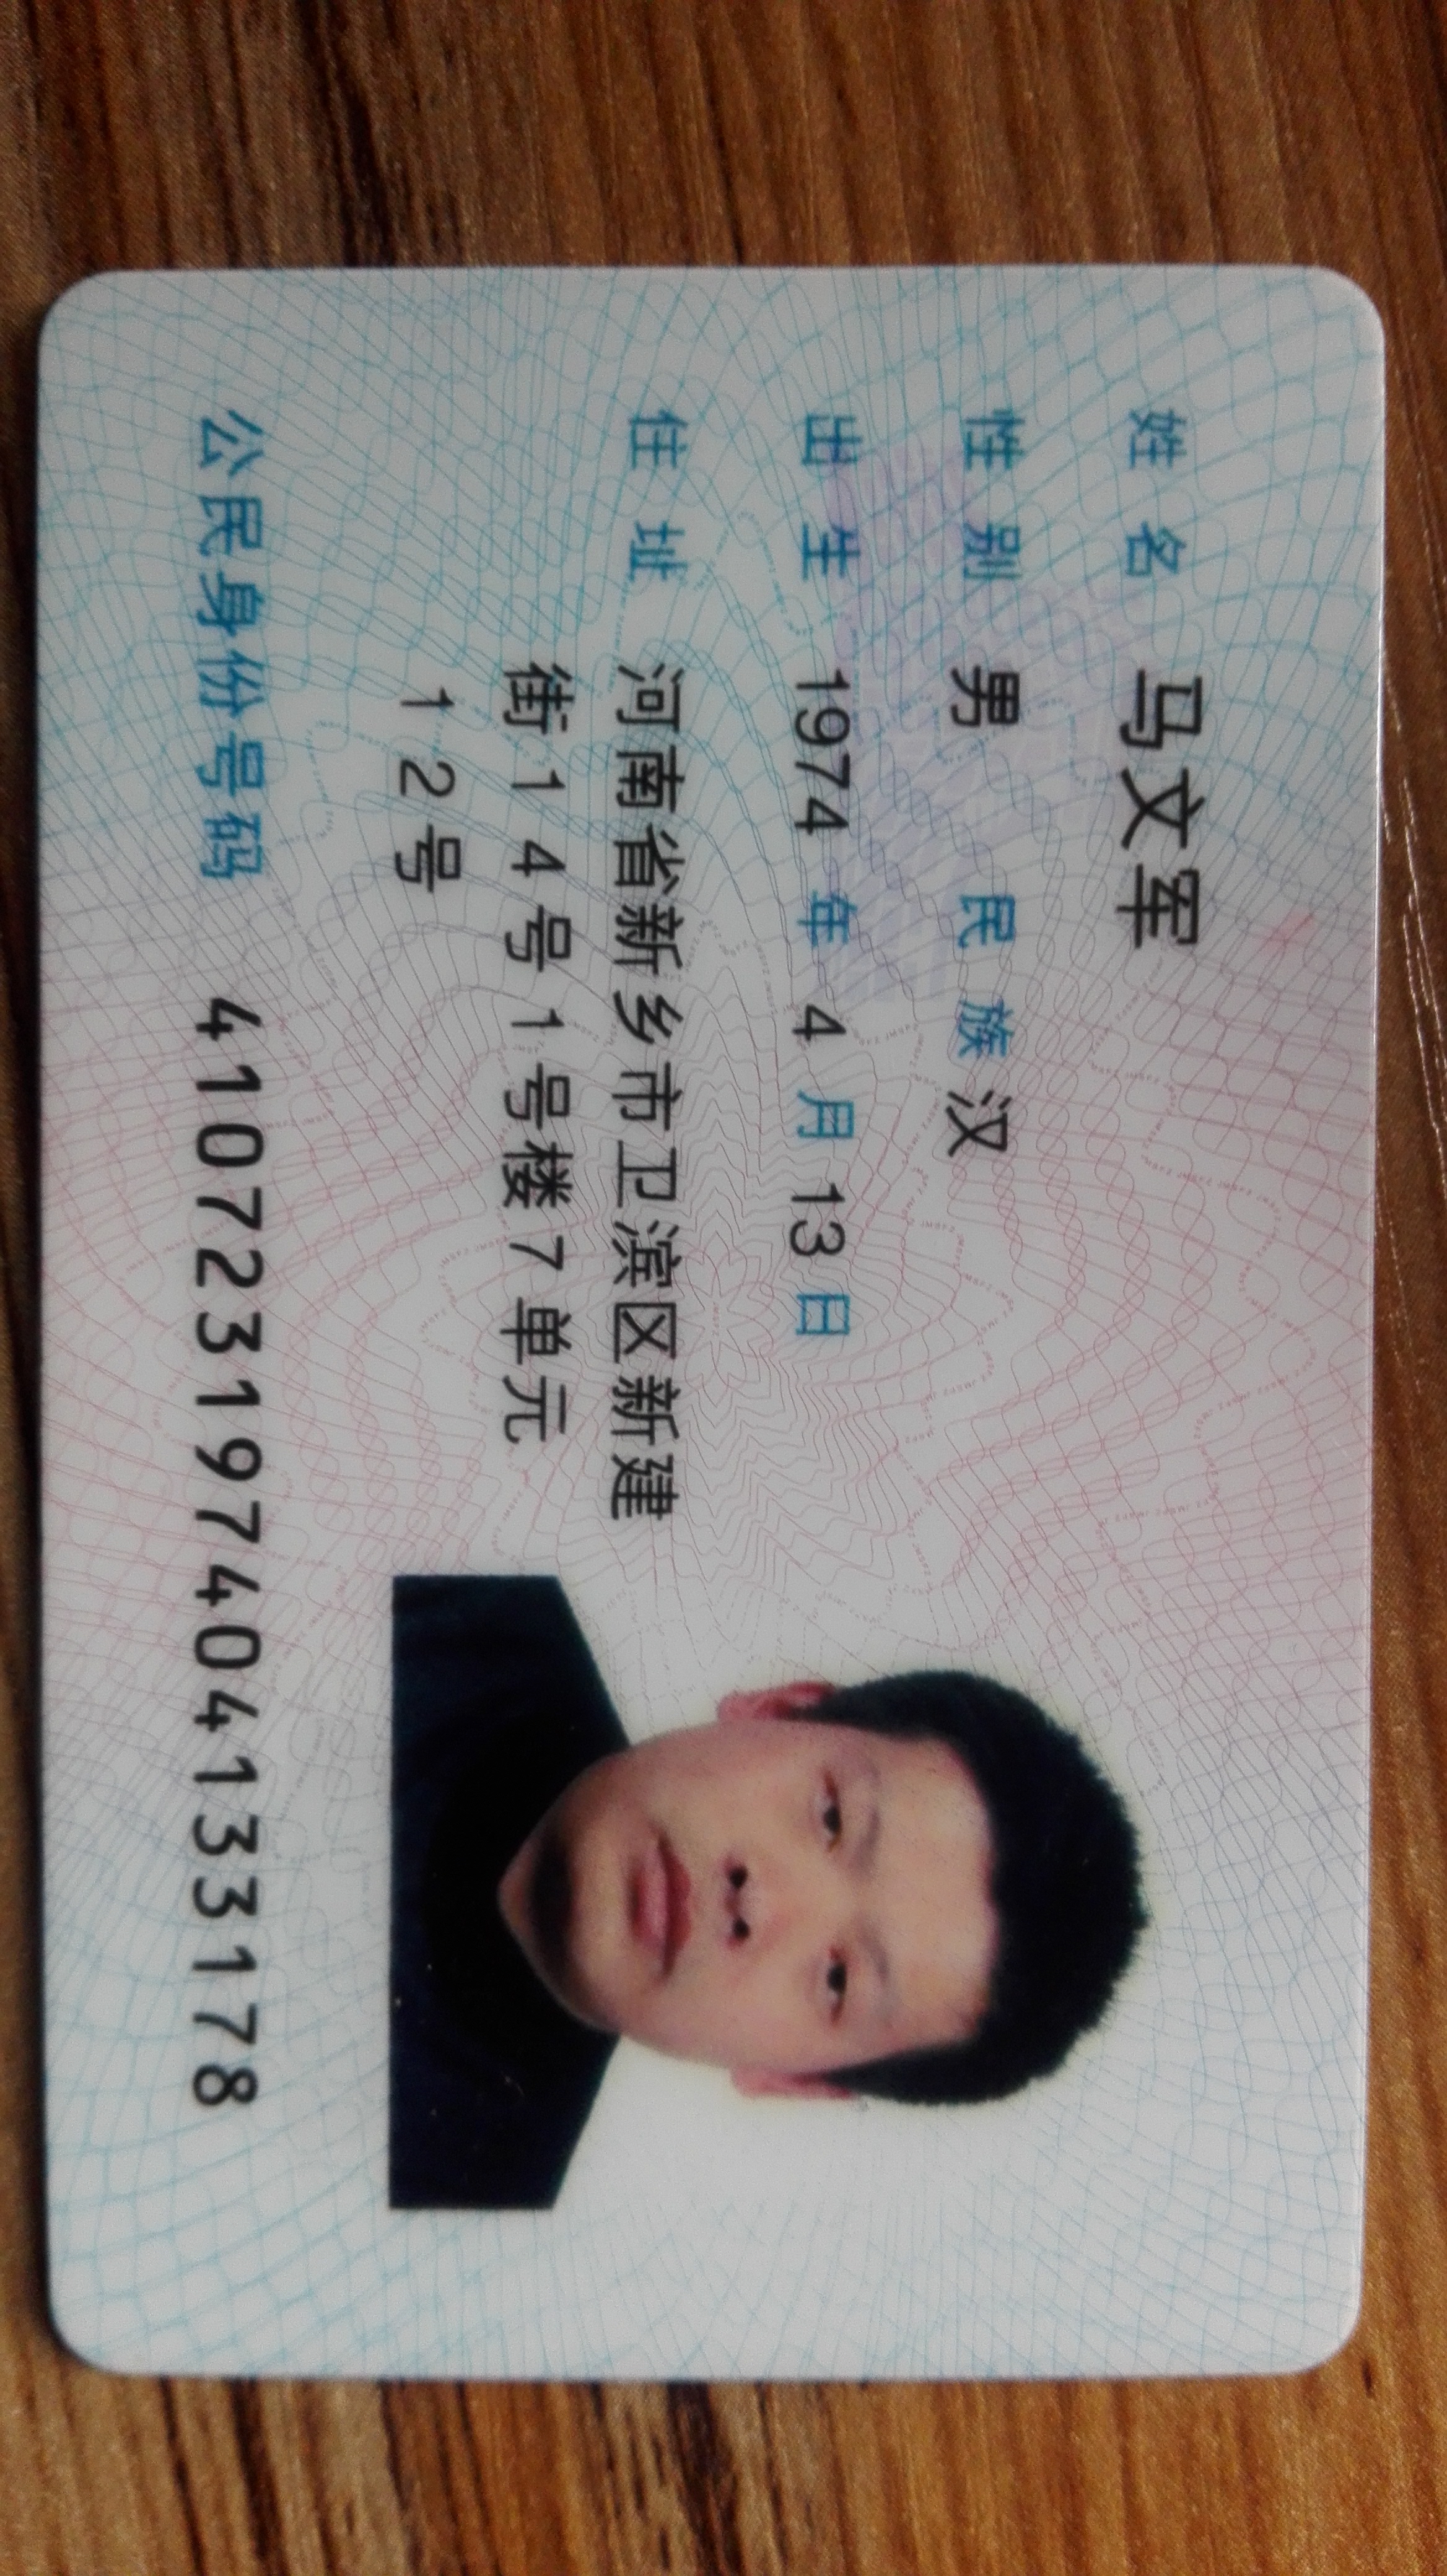 姓名 马文军
性别 男 民族 汉
出生 1974 年 4 月 13 日
住址 河南省新乡市卫滨区新建
街14号1号楼7单元
12号
公民身份号码 410723197404133178